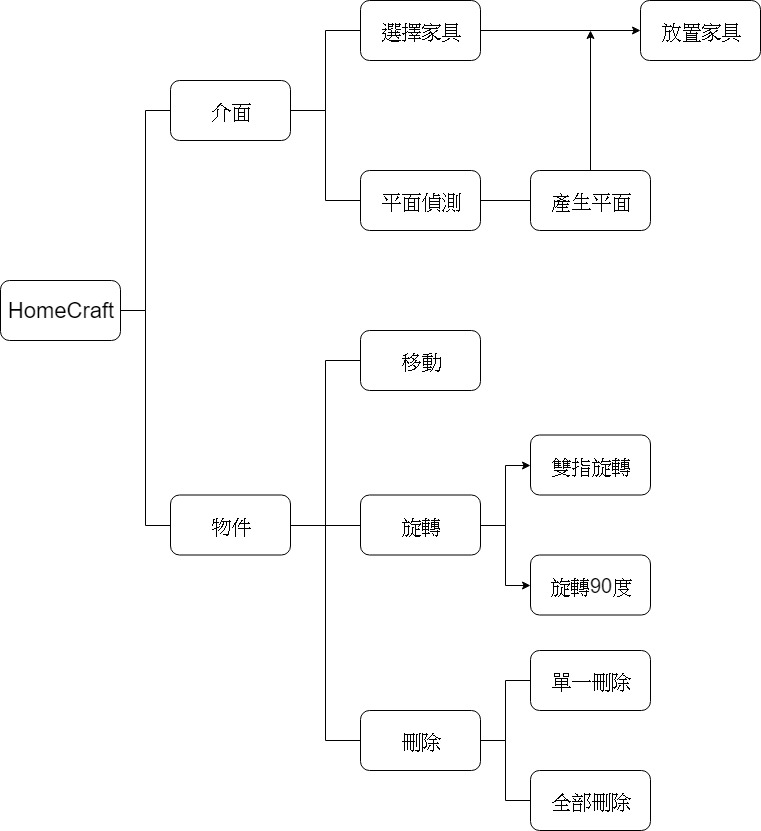 選擇家具
放置家具
介面
平面偵測
產生平面
HomeCraft
移動
雙指旋轉
物件
旋轉
旋轉90度
單一刪除
刪除
全部刪除